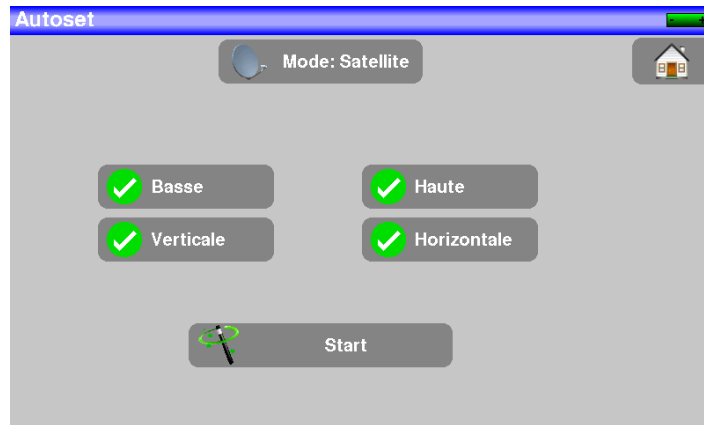 Autoset
Mode: Satellite
Basse
Haute
Verticale
Horizontale
Start